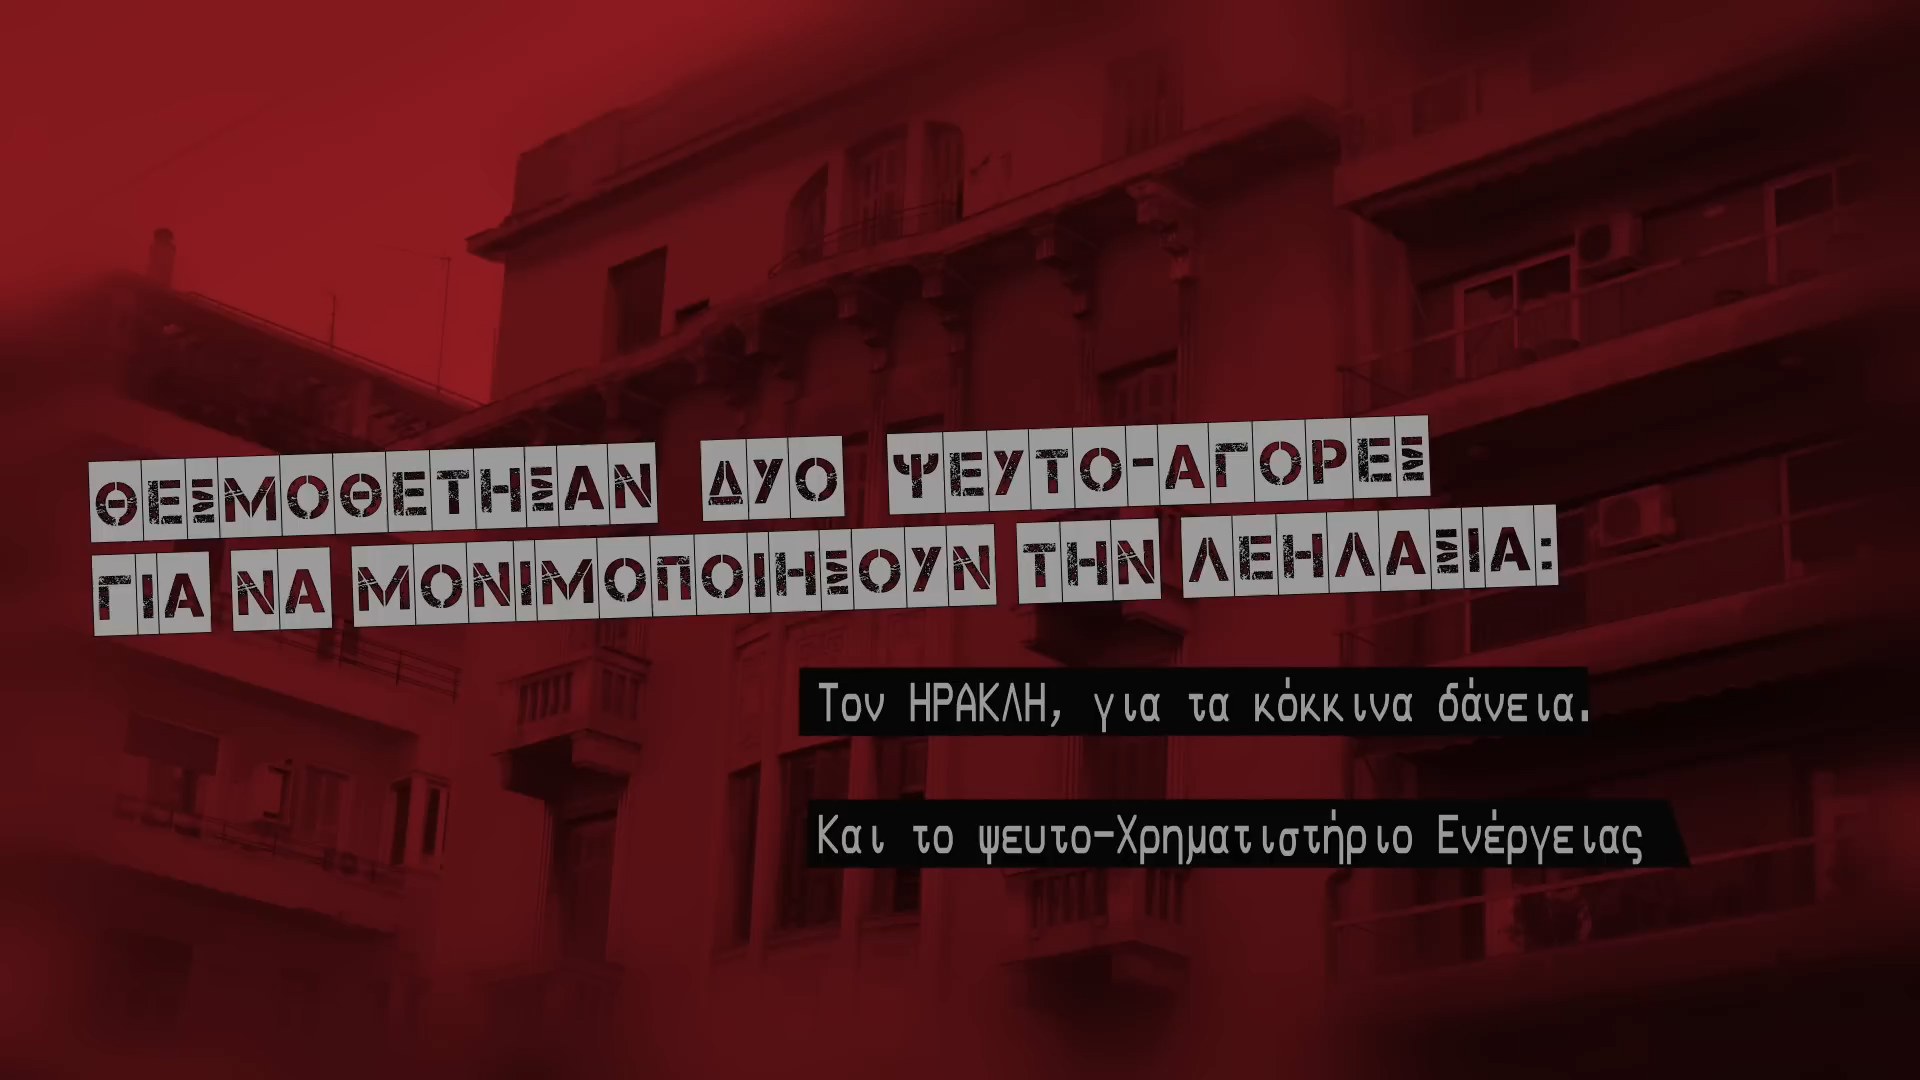 ΘΕΣΜΟΘΕΤΗΣΑΝ ΔΥΟ ΨΕΥΤΟ-ΑΓΟΡΕΣ
ΓΙΑ ΝΑ ΜΟΝΙΜΟΠΟΙΗΣΟΥΝ ΤΗΝ ΛΕΗΛΑΣΙΑ:
Τον ΗΡΑΚΛΗ, για τα κόκκινα δάνεια.
Και το ψευτο-Χρηματιστήριο Ενέργειας